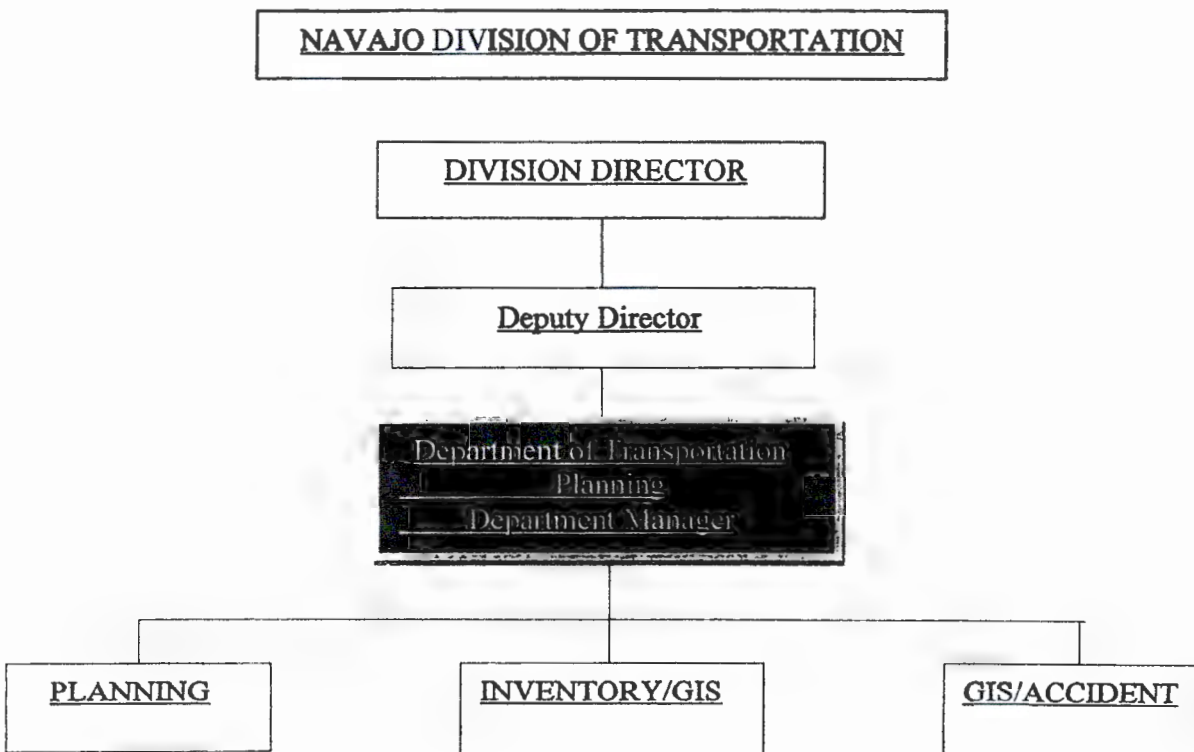 NAVAJO DIVISION OF TRANSPORTATION
DIVISION DIRECTOR
Deputy Director
Department of Transportation
Planning
Department Manager
PLANNING
INVENTORY/GIS
GIS/ACCIDENT